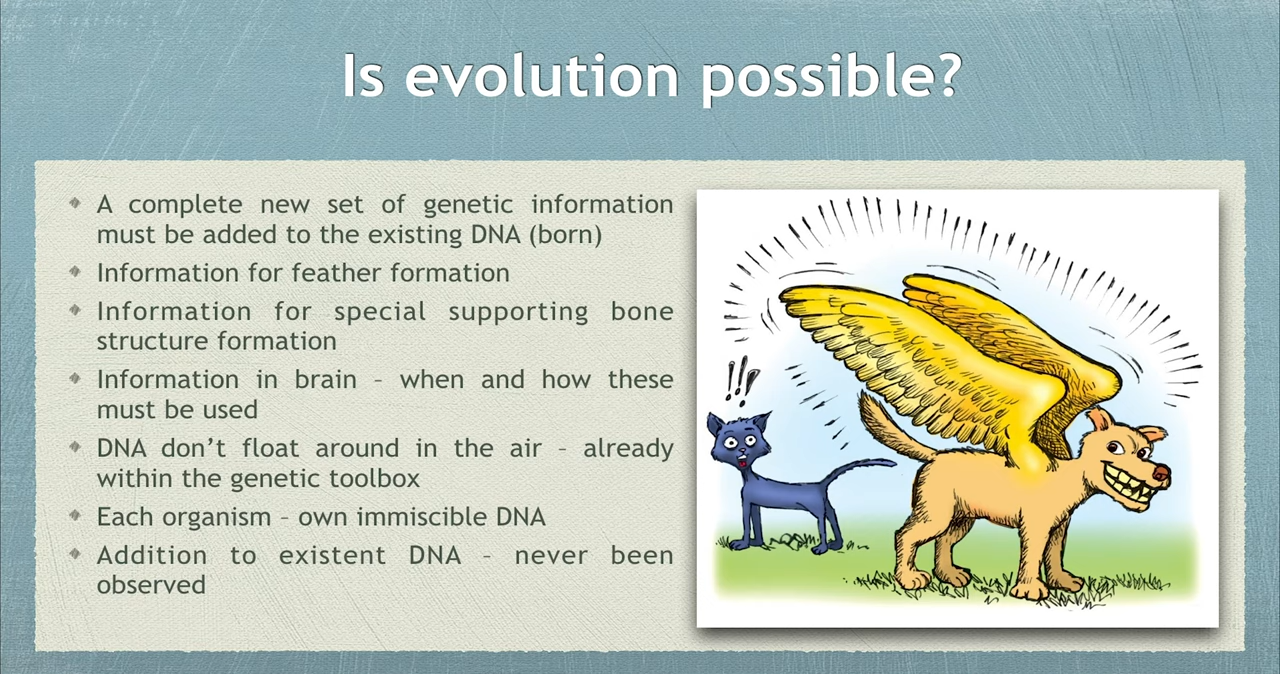 Is evolution possible?
A complete new set of genetic information
must be added to the existing DNA (born)
Information for feather formation
Information for special supporting bone
structure formation
Information in brain – when and how these
must be used
DNA don’t float around in the air – already
within the genetic toolbox
Each organism – own immiscible DNA
Addition to existent DNA – never been
observed
!!!